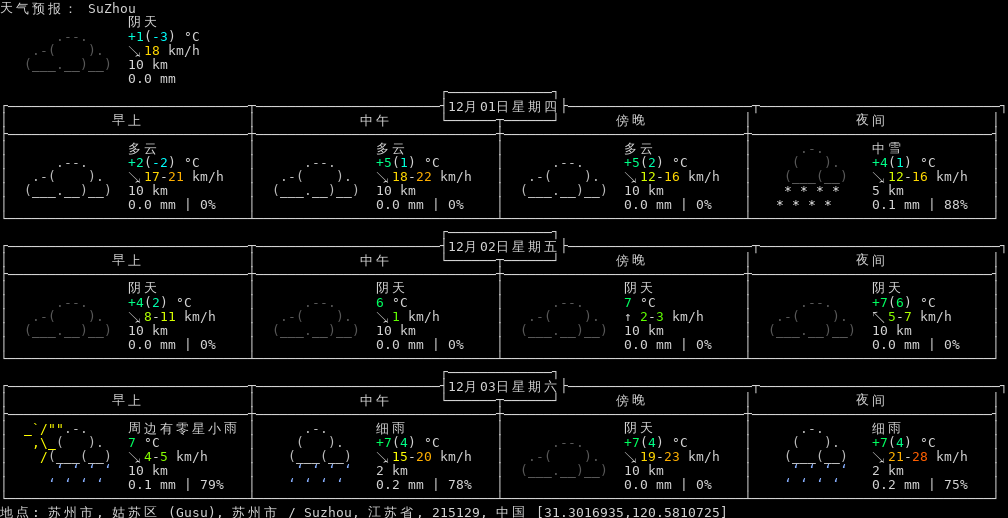 天气预报： SuZhou
阴天
+1(-3) °C
↘18 km/h
10 km
0.0 mm
12月01日星期四
早上 中午 傍晚 夜间
多云 多云 多云 中雪
+2(-2) °C +5(1) °C +5(2) °C +4(1) °C
↘17-21 km/h ↘18-22 km/h ↘12-16 km/h ↘12-16 km/h
10 km 10 km 10 km 5 km
0.0 mm | 0% 0.0 mm | 0% 0.0 mm | 0% 0.1 mm | 88%
12月02日星期五
早上 中午 傍晚 夜间
阴天 阴天 阴天 阴天
+4(2) °C 6 °C 7 °C +7(6) °C
↘8-11 km/h ↘1 km/h ↑ 2-3 km/h ↖5-7 km/h
10 km 10 km 10 km 10 km
0.0 mm | 0% 0.0 mm | 0% 0.0 mm | 0% 0.0 mm | 0%
12月03日星期六
早上 中午 傍晚 夜间
周边有零星小雨 细雨 阴天 细雨
7 °C +7(4) °C +7(4) °C +7(4) °C
↘4-5 km/h ↘15-20 km/h ↘19-23 km/h ↘21-28 km/h
10 km 2 km 10 km 2 km
0.1 mm | 79% 0.2 mm | 78% 0.0 mm | 0% 0.2 mm | 75%
地点: 苏州市, 姑苏区 (Gusu), 苏州市 / Suzhou, 江苏省, 215129, 中国 [31.3016935,120.5810725]